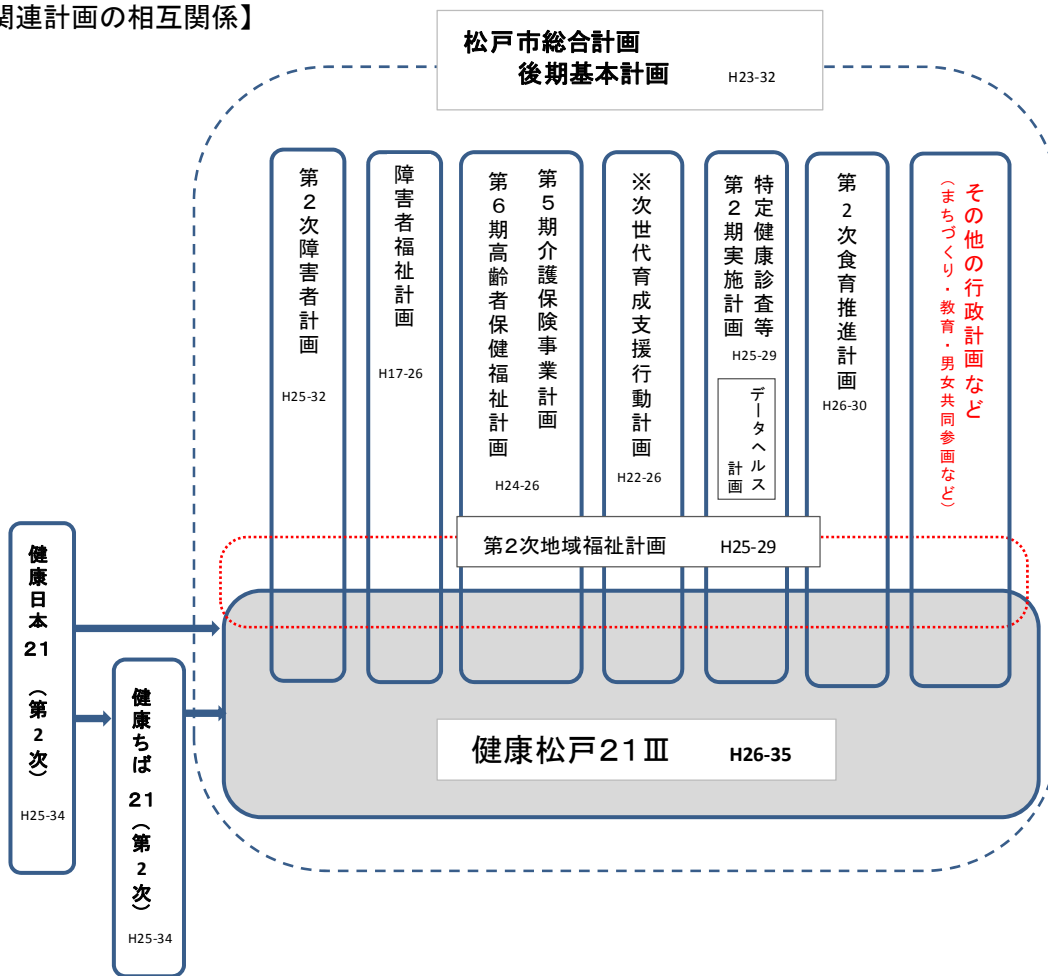 関連計画の相互関係】
松戸市総合計画
後期基本計画 H23-32
第2次障害者計画
H25-32
障害者福祉計画
H17-26
第5期介護保険事業計画
第6期高齢者保健福祉計画
H24-26
※次世代育成支援行動計画
H22-26
特定健康診査等
第2期実施計画
H25-29
データヘルス
計画
第2次食育推進計画
H26-30
その他の行政計画など
（まちづくり・教育・男女共同参画など）
第2次地域福祉計画 H25-29
健康日本21（第2次）
H25-34
健康ちば21（第2次）
H25-34
健康松戸21Ⅲ H26-35